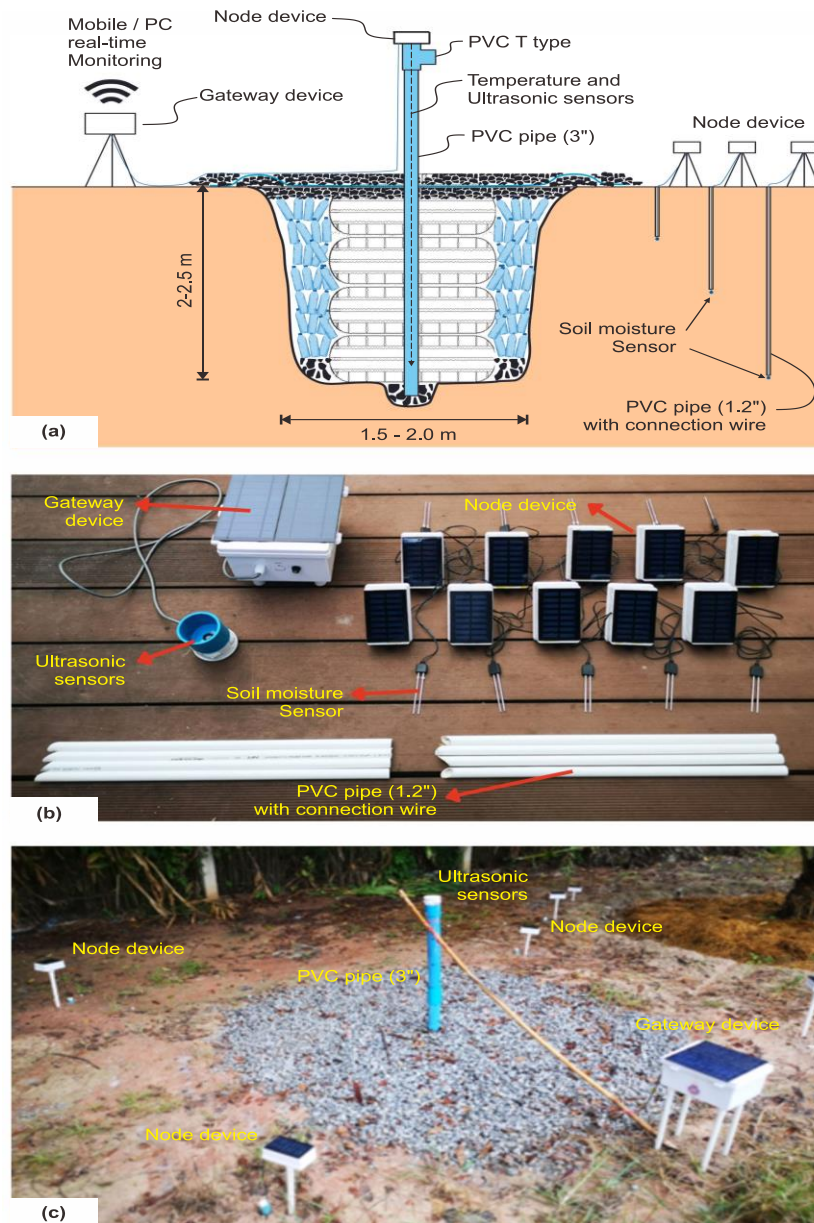 Node device
Mobile / PC
real-time
Monitoring
PVC T type
Gateway device
Temperature and
Ultrasonic sensors
PVC pipe (3")
Node device
2-2.5 m
Soil moisture
Sensor
PVC pipe (1.2")
with connection wire
1.5 - 2.0 m
(a)
Gateway
device
Node device
Ultrasonic
sensors
Soil moisture
Sensor
PVC pipe (1.2")
with connection wire
(b)
Ultrasonic
sensors
Node device
Node device
PVC pipe (3")
Gateway device
Node device
(c)